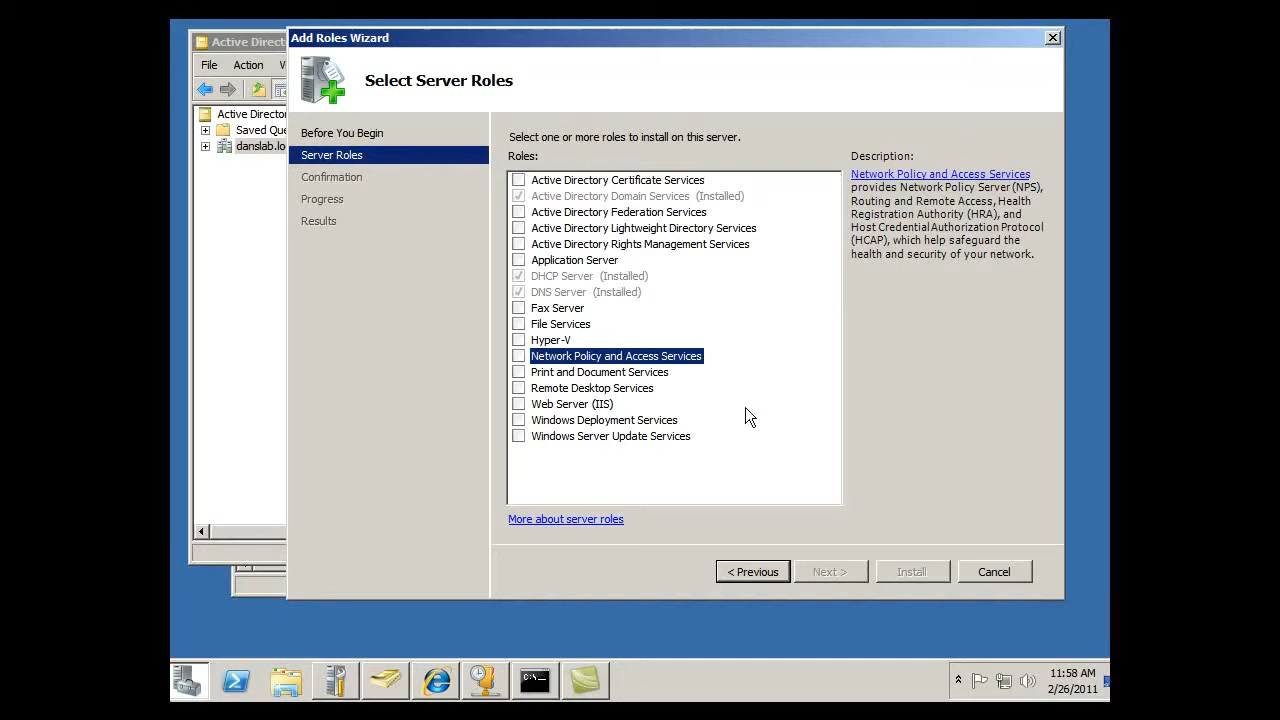 Active Direct
File
Action
Active Director
Saved Que
danslab.lo
Add Roles Wizard
Select Server Roles
Before You Begin
Server Roles
Confirmation
Progress
Results
Select one or more roles to install on this server.
Roles:
Active Directory Certificate Services
Active Directory Domain Services (Installed)
Active Directory Federation Services
Active Directory Lightweight Directory Services
Active Directory Rights Management Services
Application Server
DHCP Server (Installed)
DNS Server (Installed)
Fax Server
File Services
Hyper-V
Network Policy and Access Services
Print and Document Services
Remote Desktop Services
Web Server (IIS)
Windows Deployment Services
Windows Server Update Services
More about server roles
Description:
Network Policy and Access Services
provides Network Policy Server (NPS),
Routing and Remote Access, Health
Registration Authority (HRA), and
Host Credential Authorization Protocol
(HCAP), which help safeguard the
health and security of your network.
< Previous
Next >
Install
Cancel
C:\.
11:58 AM
2/26/2011